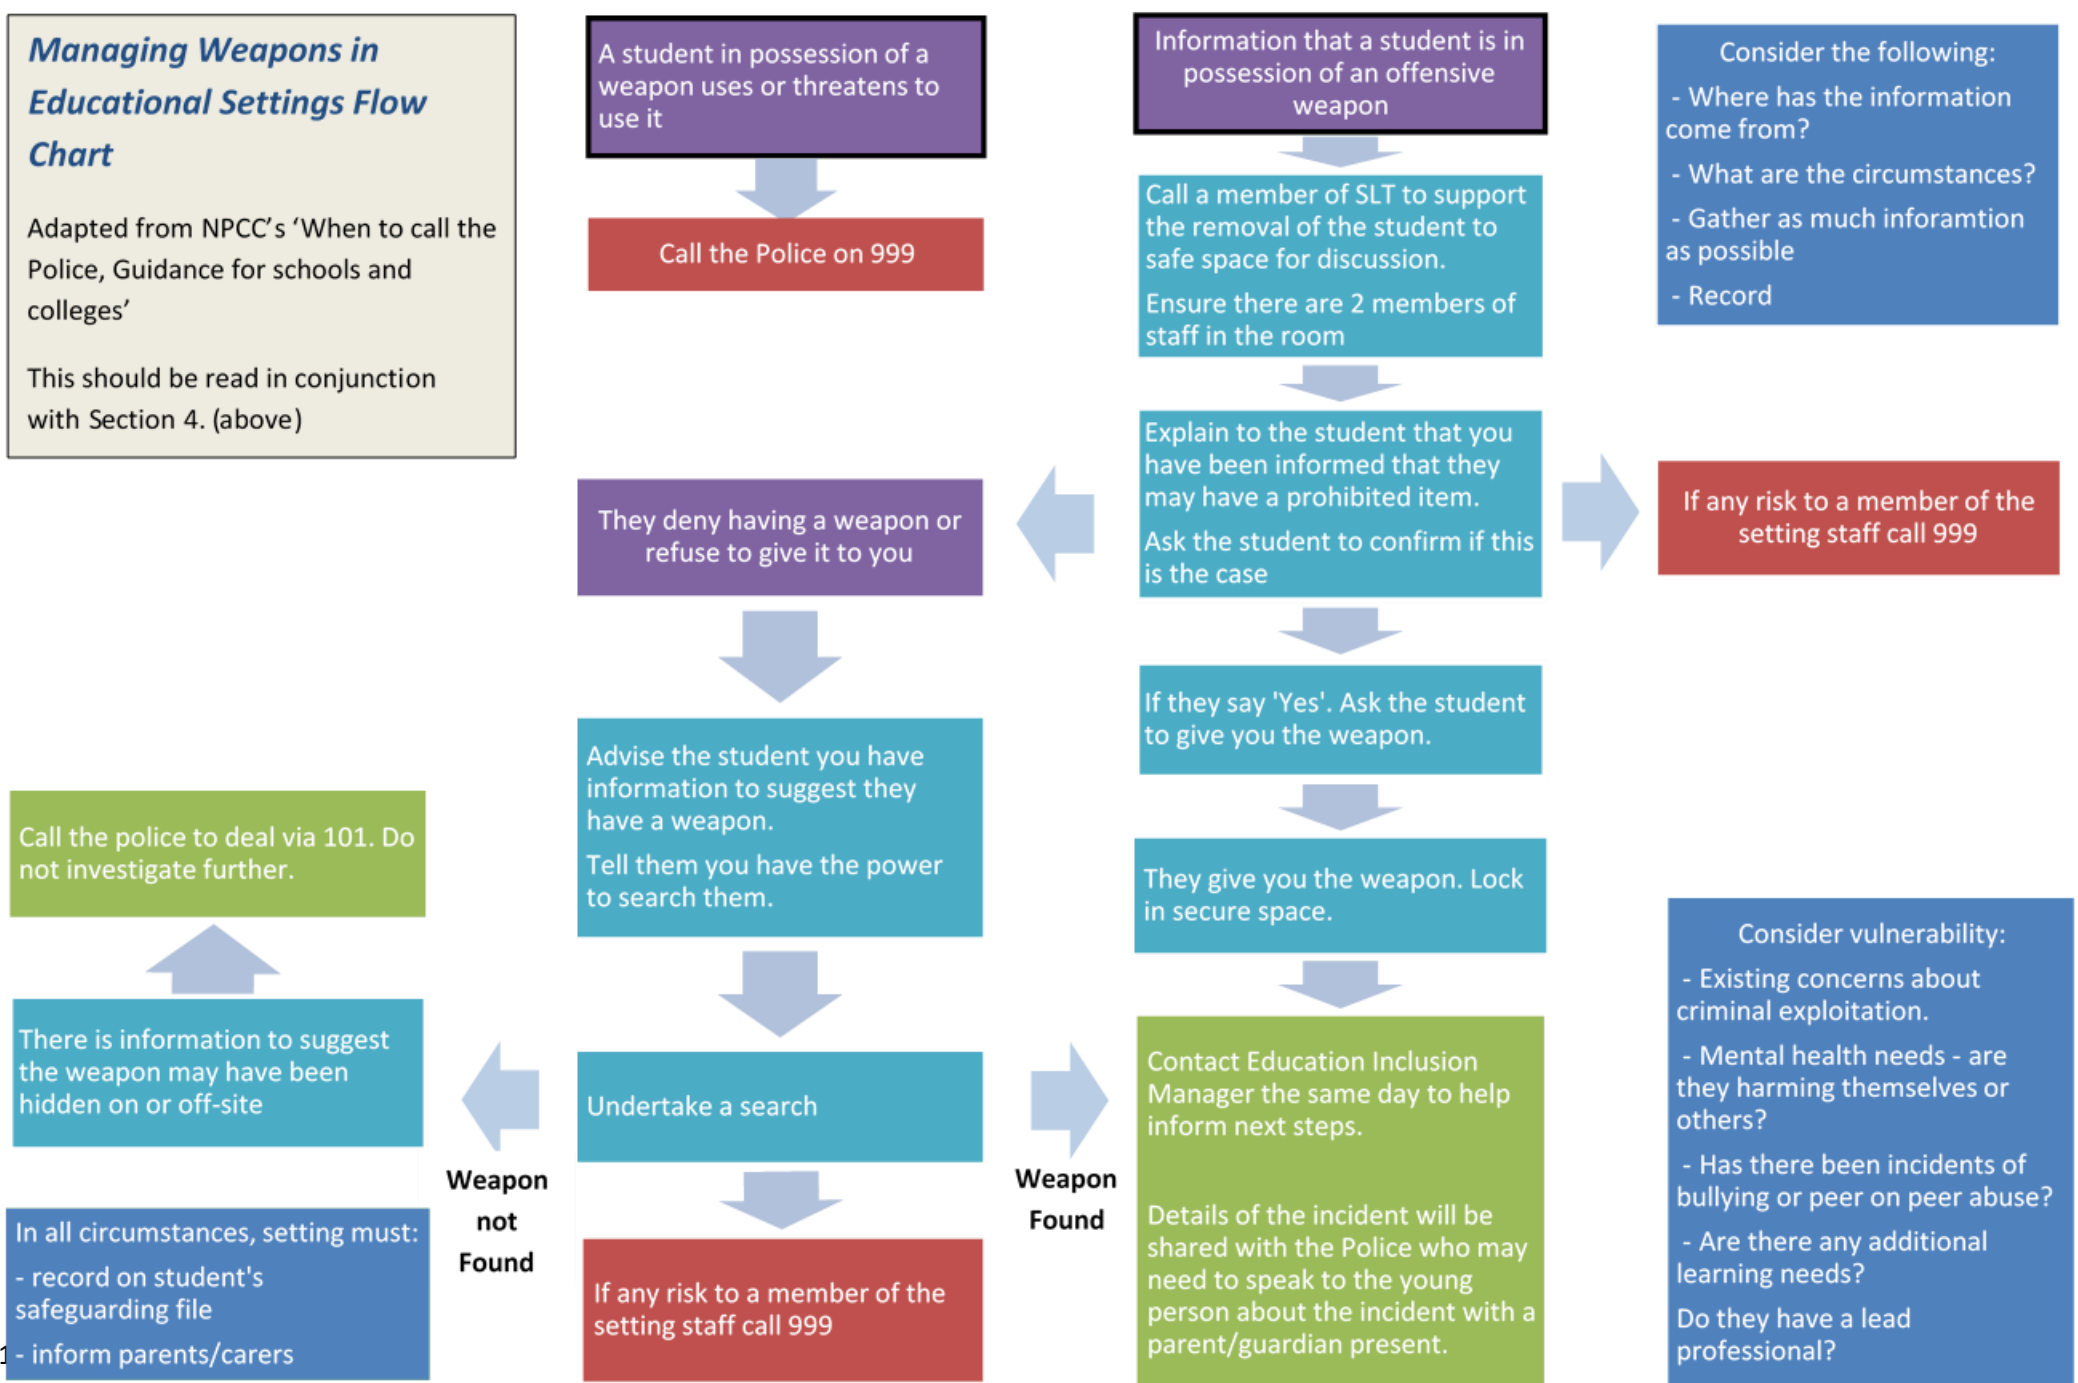 Managing Weapons in
Educational Settings Flow
Chart
Adapted from NPCC’s ‘When to call the
Police, Guidance for schools and
colleges’
This should be read in conjunction
with Section 4. (above)
A student in possession of a
weapon uses or threatens to
use it
Call the Police on 999
Information that a student is in
possession of an offensive
weapon
Call a member of SLT to support
the removal of the student to
safe space for discussion.
Ensure there are 2 members of
staff in the room
Consider the following:
- Where has the information
come from?
- What are the circumstances?
- Gather as much inforamtion
as possible
- Record
Explain to the student that you
have been informed that they
may have a prohibited item.
Ask the student to confirm if this
is the case
If any risk to a member of the
setting staff call 999
They deny having a weapon or
refuse to give it to you
If they say 'Yes'. Ask the student
to give you the weapon.
Advise the student you have
information to suggest they
have a weapon.
Tell them you have the power
to search them.
They give you the weapon. Lock
in secure space.
Call the police to deal via 101. Do
not investigate further.
There is information to suggest
the weapon may have been
hidden on or off-site
Weapon
not
Found
Undertake a search
Weapon
Found
Contact Education Inclusion
Manager the same day to help
inform next steps.
Details of the incident will be
shared with the Police who may
need to speak to the young
person about the incident with a
parent/guardian present.
If any risk to a member of the
setting staff call 999
In all circumstances, setting must:
- record on student's
safeguarding file
- inform parents/carers
1
Consider vulnerability:
- Existing concerns about
criminal exploitation.
- Mental health needs - are
they harming themselves or
others?
- Has there been incidents of
bullying or peer on peer abuse?
- Are there any additional
learning needs?
Do they have a lead
professional?